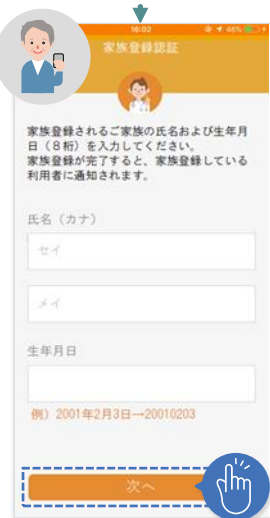 16:02
46%
家族登録認証
家族登録されるご家族の氏名および生年月
日（8桁）を入力してください。
家族登録が完了すると、家族登録している
利用者に通知されます。
氏名（カナ）
セイ
メイ
生年月日
例）2001年2月3日→20010203
次へ